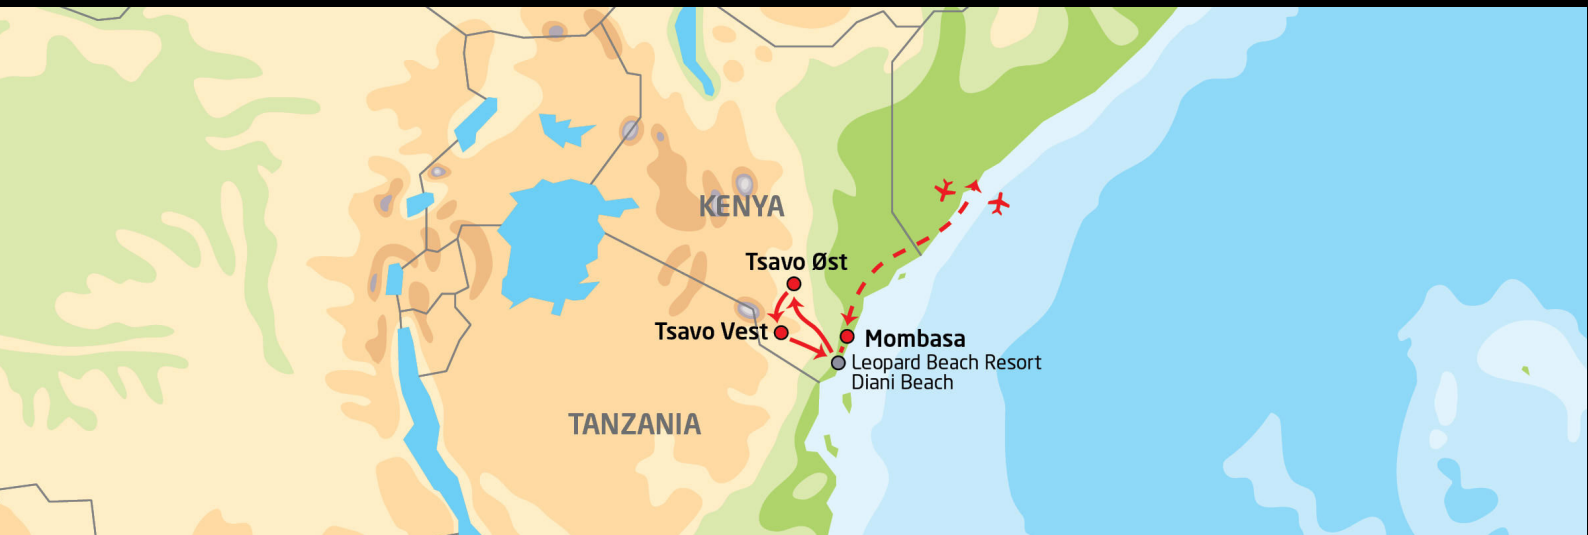 KENYA
Tsavo Øst
Tsavo Vest
Mombasa
Leopard Beach Resort
Diani Beach
TANZANIA